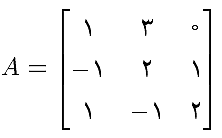 A = [ ۱ ۳ ۰
-۱ ۲ ۱
۱ -۱ ۲ ]